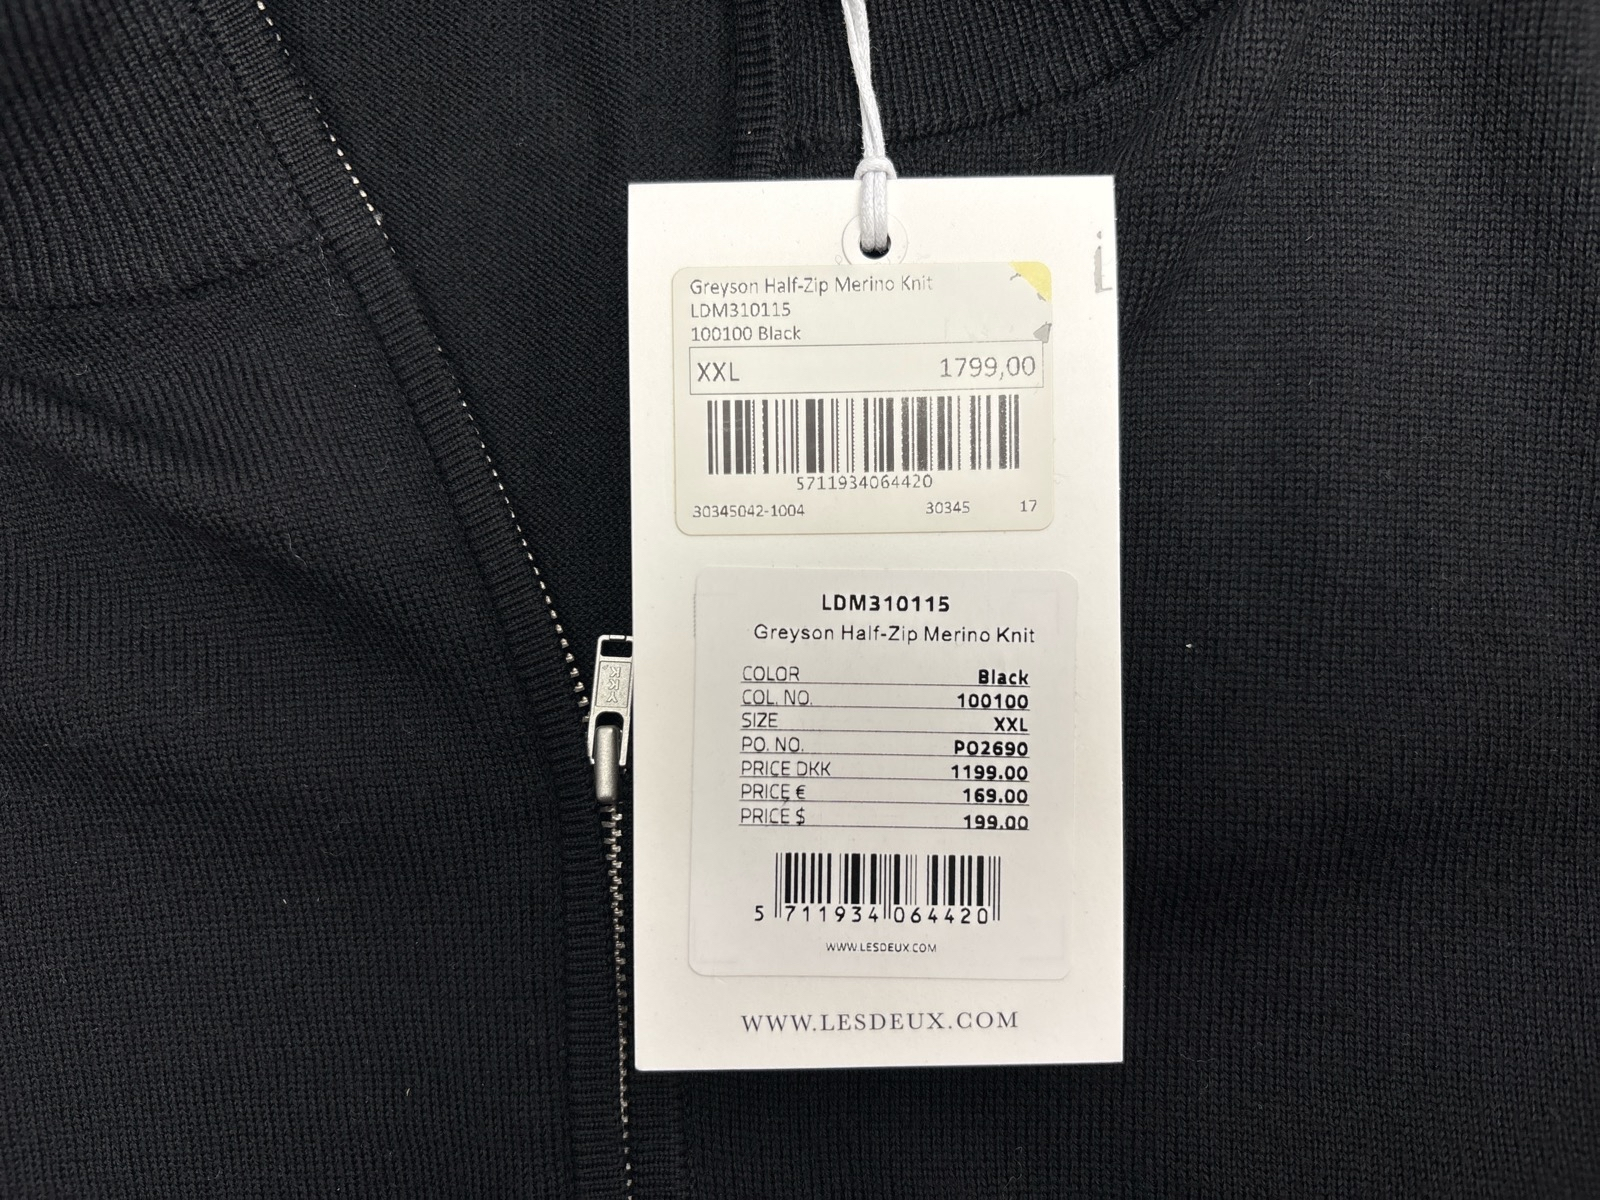 Greyson Half-Zip Merino Knit
LDM310115
100100 Black
XXL 1799,00
5711934064420
30345042-1004 30345 17
LDM310115
Greyson Half-Zip Merino Knit
COLOR Black
COL. NO. 100100
SIZE XXL
PO. NO. PO2690
PRICE DKK 1199.00
PRICE € 169.00
PRICE $ 199.00
5 711934 064420
WWW.LESDEUX.COM
WWW.LESDEUX.COM
YKK